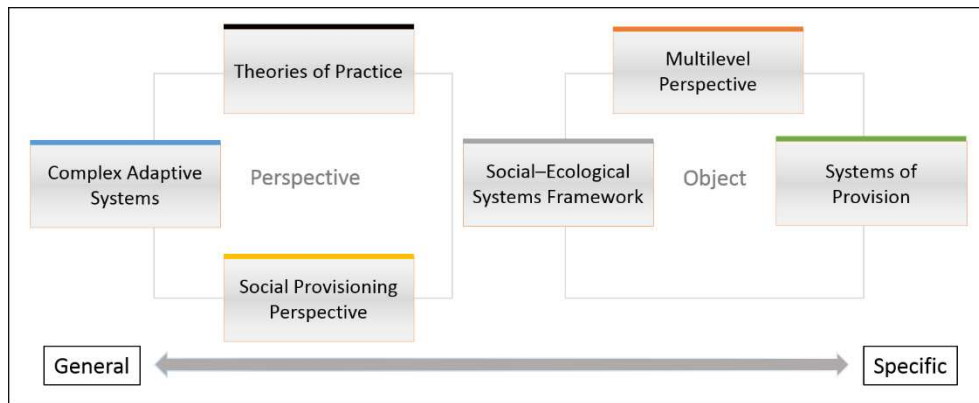 Theories of Practice
Multilevel
Perspective
Complex Adaptive
Systems
Perspective
Social–Ecological
Systems Framework
Object
Systems of
Provision
Social Provisioning
Perspective
General
Specific